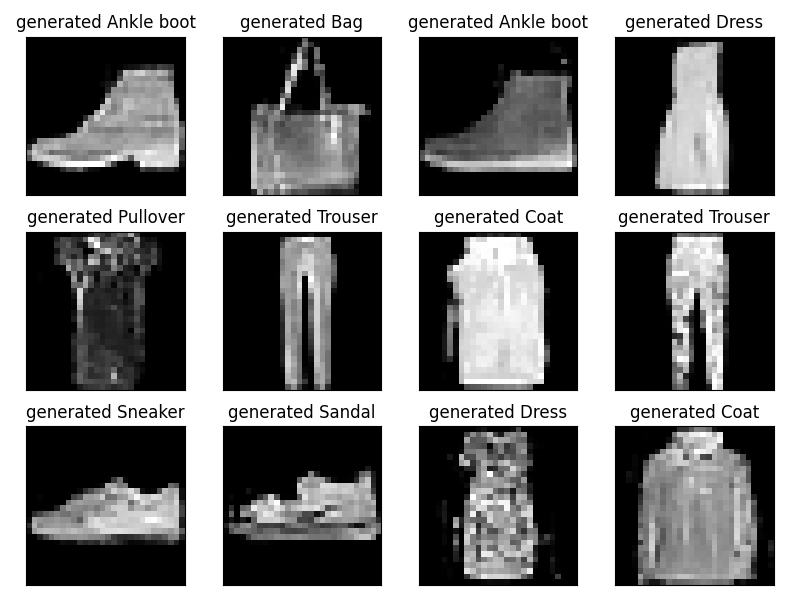 generated Ankle boot
generated Bag
generated Ankle boot
generated Dress
generated Pullover
generated Trouser
generated Coat
generated Trouser
generated Sneaker
generated Sandal
generated Dress
generated Coat